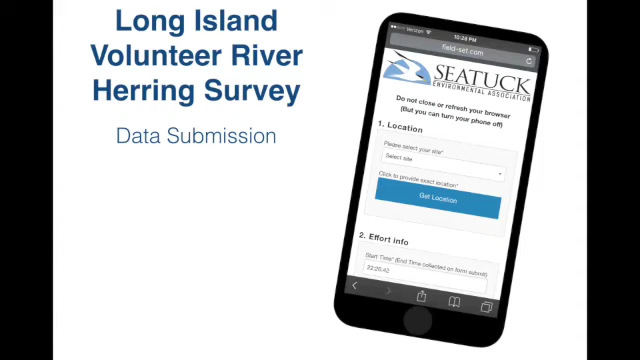 Long Island
Volunteer River
Herring Survey
Data Submission
Verizon
10:26 PM
field-set.com
SEATUCK
ENVIRONMENTAL ASSOCIATION
Do not close or refresh your browser
(But you can turn your phone off)
1. Location
Please select your site*
Select site
Click to provide exact location*
Get Location
2. Effort info
Start Time* (End Time collected on form submit)